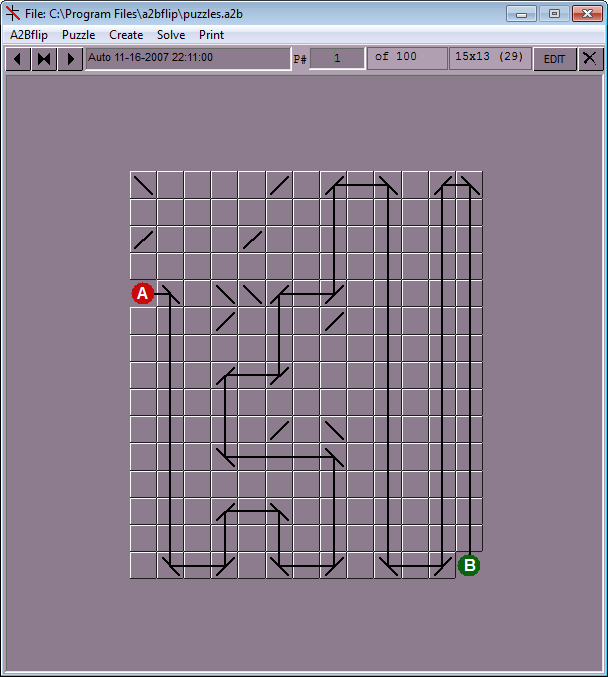 File: C:\Program Files\a2bflip\puzzles.a2b
A2Bflip Puzzle Create Solve Print
Auto 11-16-2007 22:11:00 P# 1 of 100 15x13 (29) EDIT
A
B